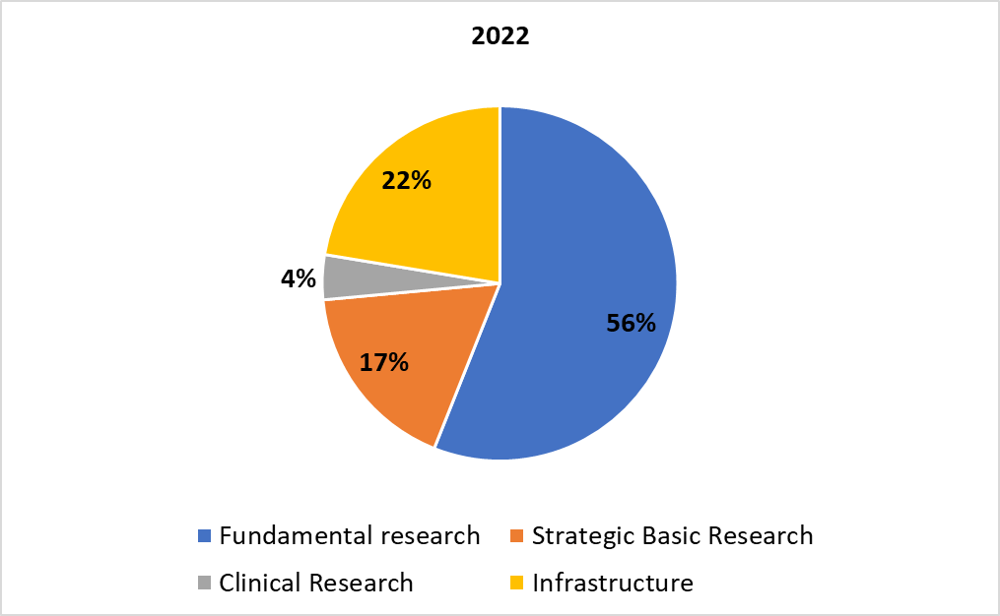 2022
22%
4%
56%
17%
Fundamental research
Strategic Basic Research
Clinical Research
Infrastructure